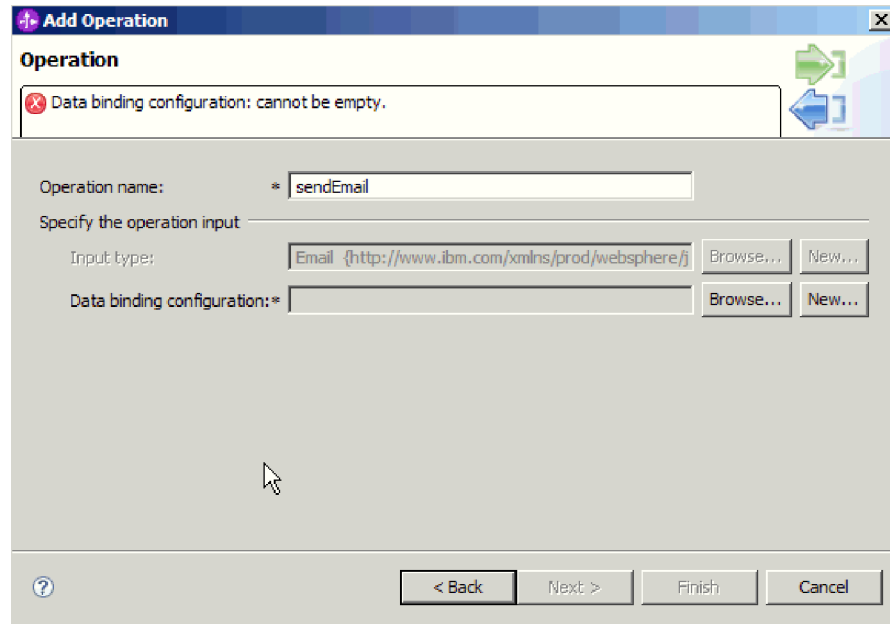 Add Operation
Operation
Data binding configuration: cannot be empty.
Operation name: * sendEmail
Specify the operation input
Input type: Email {http://www.ibm.com/xmlns/prod/websphere/j Browse... New...
Data binding configuration:* Browse... New...
? < Back Next > Finish Cancel